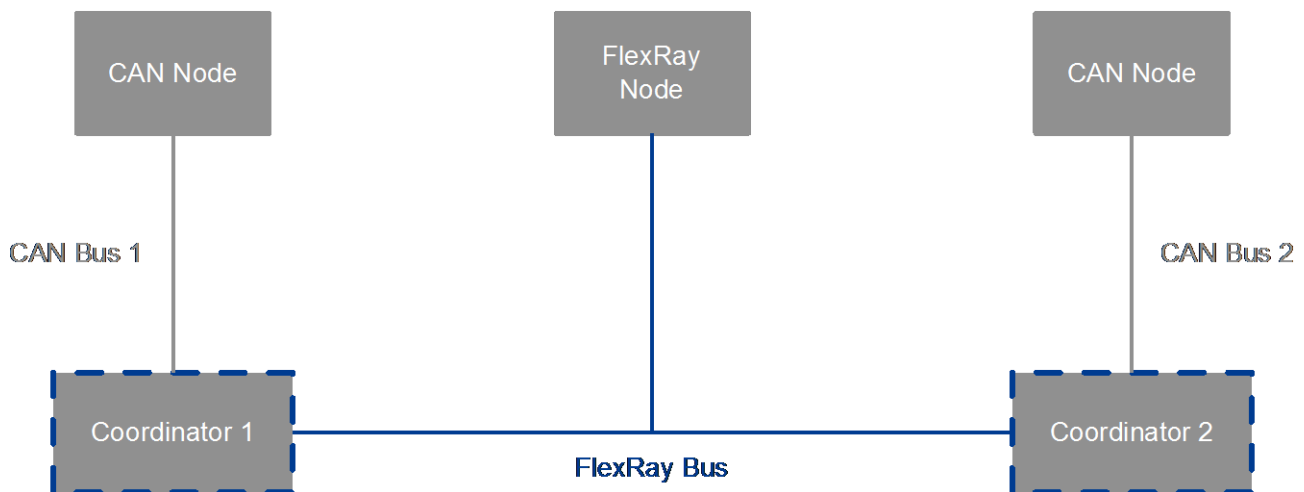 CAN Node
FlexRay
Node
CAN Node
CAN Bus 1
CAN Bus 2
Coordinator 1
Coordinator 2
FlexRay Bus